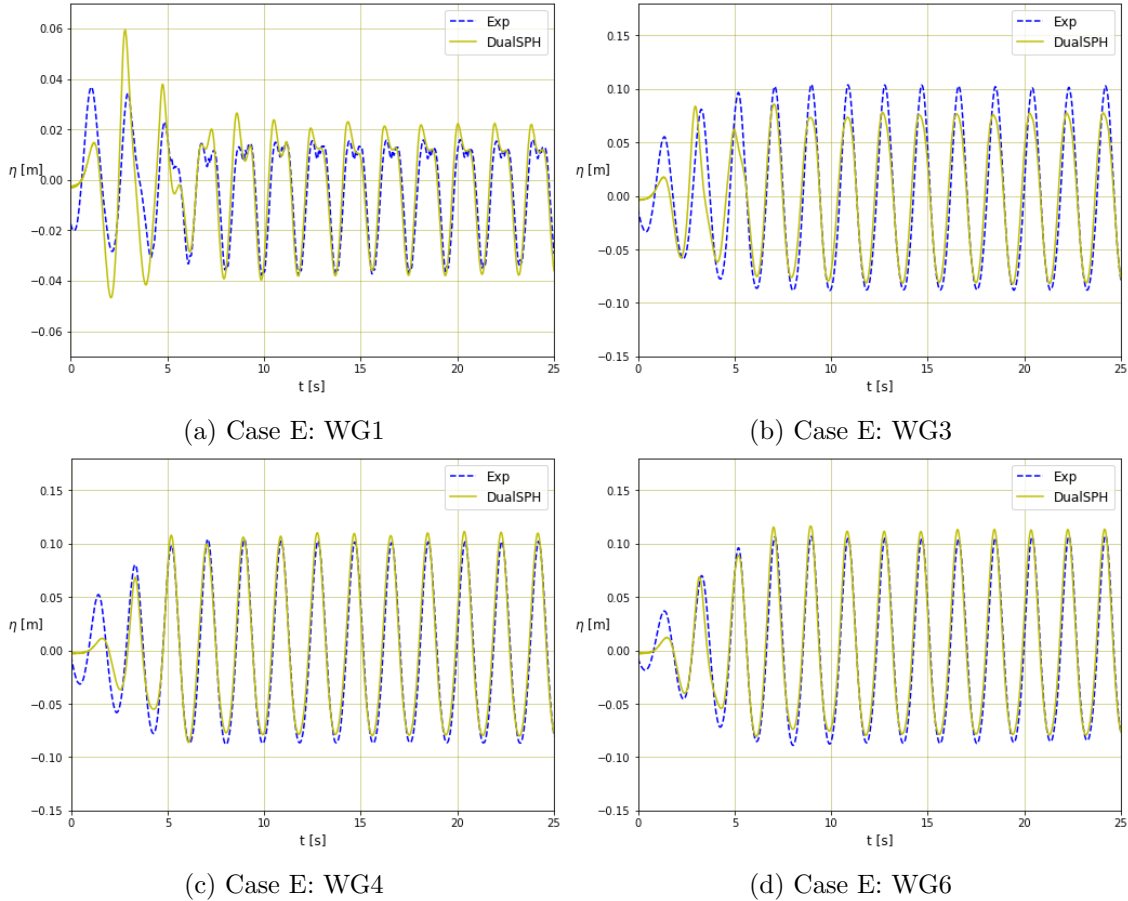 0.06
0.04
0.02
0.00
−0.02
−0.04
−0.06
η [m]
0 5 10 15 20 25
t [s]
Exp
DualSPH
(a) Case E: WG1
0.15
0.10
0.05
0.00
−0.05
−0.10
−0.15
η [m]
0 5 10 15 20 25
t [s]
Exp
DualSPH
(b) Case E: WG3
0.15
0.10
0.05
0.00
−0.05
−0.10
−0.15
η [m]
0 5 10 15 20 25
t [s]
Exp
DualSPH
(c) Case E: WG4
0.15
0.10
0.05
0.00
−0.05
−0.10
−0.15
η [m]
0 5 10 15 20 25
t [s]
Exp
DualSPH
(d) Case E: WG6